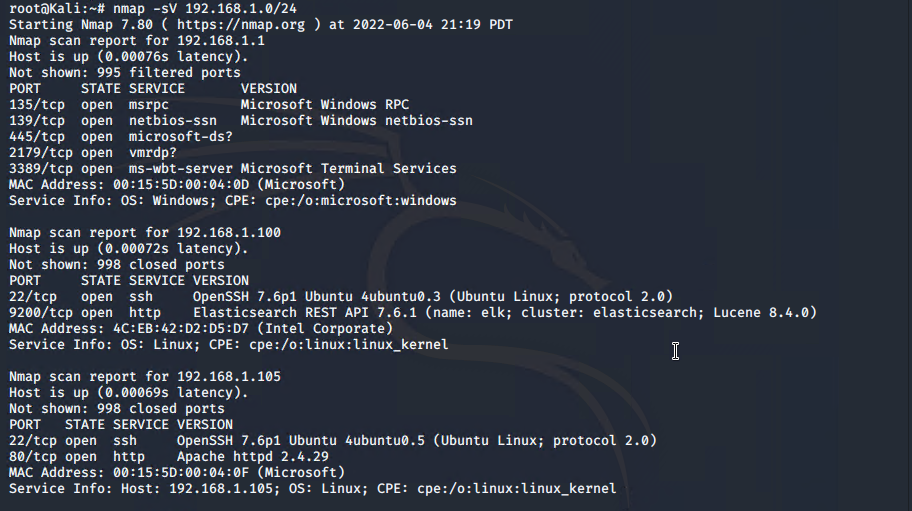 root@Kali:~# nmap -sV 192.168.1.0/24
Starting Nmap 7.80 ( https://nmap.org ) at 2022-06-04 21:19 PDT
Nmap scan report for 192.168.1.1
Host is up (0.00076s latency).
Not shown: 995 filtered ports
PORT     STATE SERVICE       VERSION
135/tcp  open  msrpc         Microsoft Windows RPC
139/tcp  open  netbios-ssn   Microsoft Windows netbios-ssn
445/tcp  open  microsoft-ds?
2179/tcp open  vmrdp?
3389/tcp open  ms-wbt-server Microsoft Terminal Services
MAC Address: 00:15:5D:00:04:0D (Microsoft)
Service Info: OS: Windows; CPE: cpe:/o:microsoft:windows

Nmap scan report for 192.168.1.100
Host is up (0.00072s latency).
Not shown: 998 closed ports
PORT     STATE SERVICE VERSION
22/tcp   open  ssh     OpenSSH 7.6p1 Ubuntu 4ubuntu0.3 (Ubuntu Linux; protocol 2.0)
9200/tcp open  http    Elasticsearch REST API 7.6.1 (name: elk; cluster: elasticsearch; Lucene 8.4.0)
MAC Address: 4C:EB:42:D2:D5:D7 (Intel Corporate)
Service Info: OS: Linux; CPE: cpe:/o:linux:linux_kernel

Nmap scan report for 192.168.1.105
Host is up (0.00069s latency).
Not shown: 998 closed ports
PORT   STATE SERVICE VERSION
22/tcp open  ssh     OpenSSH 7.6p1 Ubuntu 4ubuntu0.5 (Ubuntu Linux; protocol 2.0)
80/tcp open  http    Apache httpd 2.4.29
MAC Address: 00:15:5D:00:04:0F (Microsoft)
Service Info: Host: 192.168.1.105; OS: Linux; CPE: cpe:/o:linux:linux_kernel